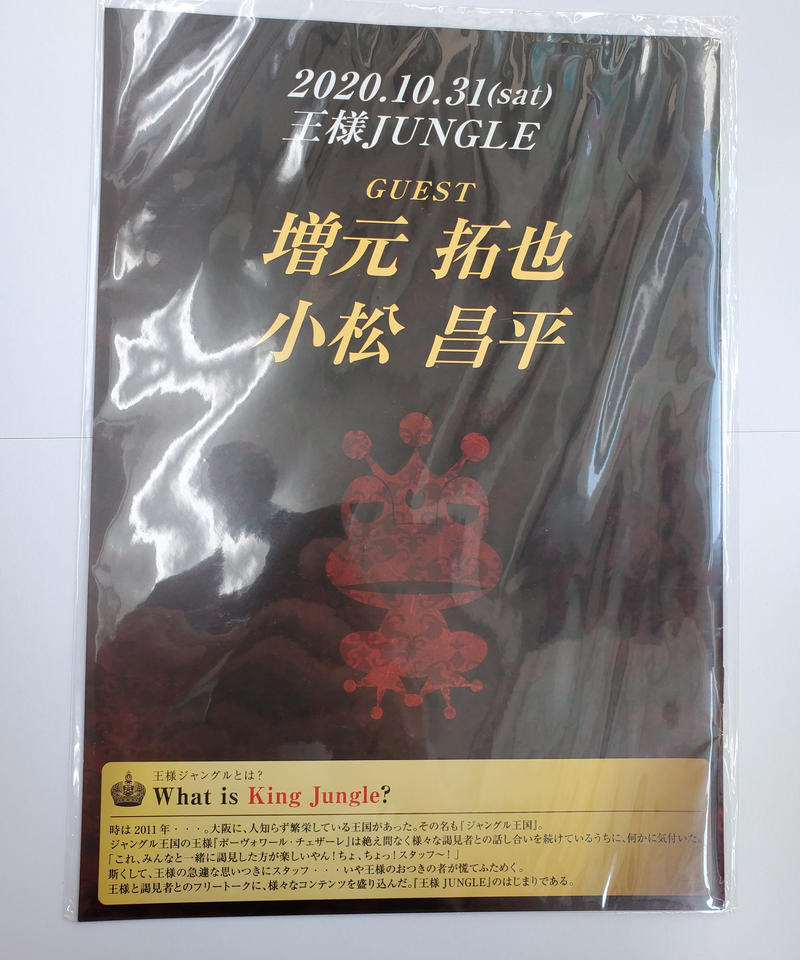 2020.10.31(sat)
王様JUNGLE
GUEST
増元 拓也
小松 昌平
王様ジャングルとは？
What is King Jungle?
時は2011年・・・。大阪に、人知らず繁栄している王国があった。その名も「ジャングル王国」。
ジャングル王国の王様「ボーヴォワール・チェザーレ」は絶え間なく様々な謁見者との話し合いを続けているうちに、何かに気付いた。
「これ、みんなと一緒に謁見した方が楽しいやん！ちょ、ちょっ！スタッフ〜！」
斯くして、王様の急遽な思いつきにスタッフ・・・いや王様のおつきの者が慌てふためく。
王様と謁見者とのフリートークに、様々なコンテンツを盛り込んだ。『王様JUNGLE』のはじまりである。